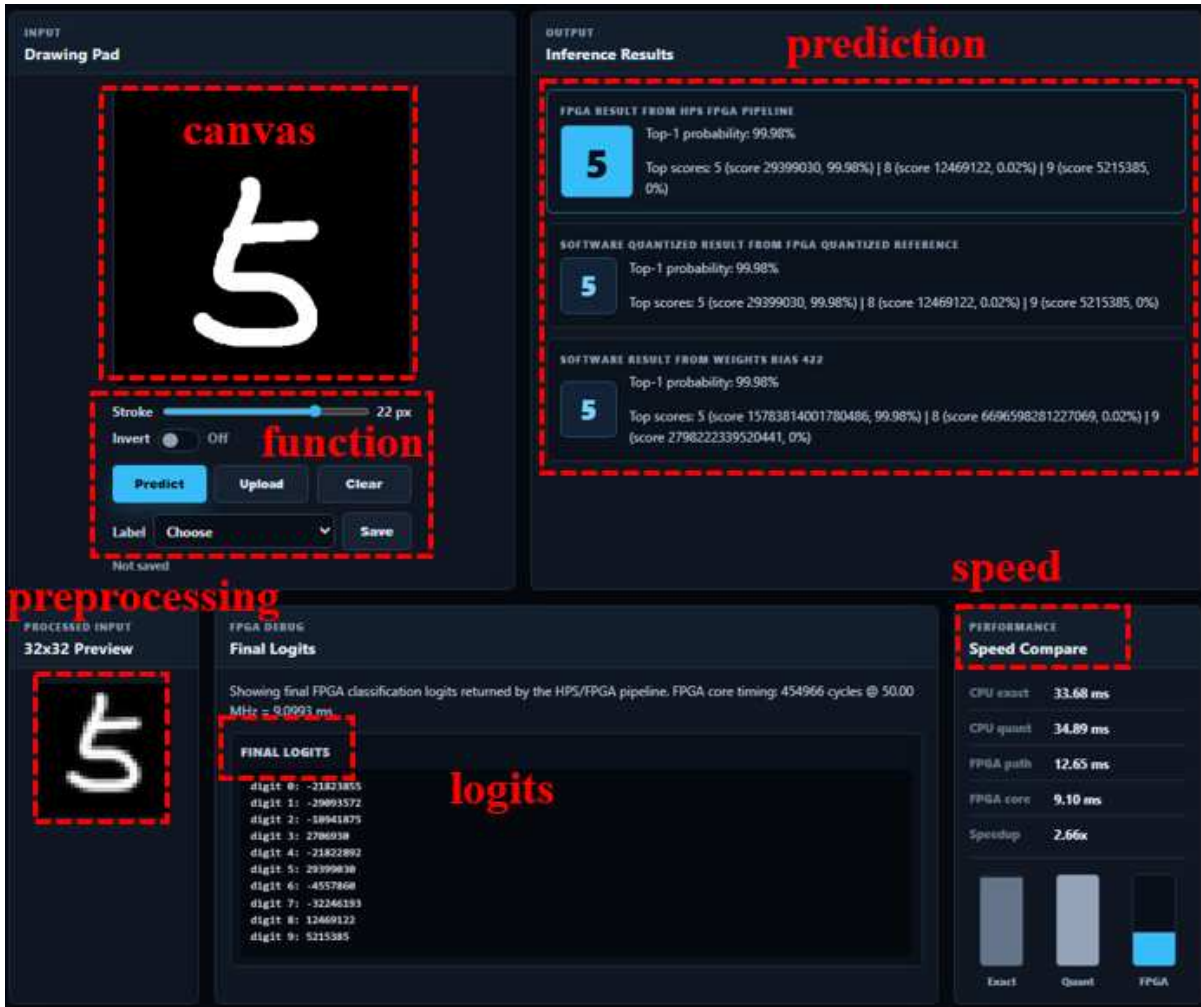 INPUT
Drawing Pad
canvas
5
Stroke 22 px
Invert Off
function
Predict Upload Clear
Label Choose Save
Not saved
OUTPUT
Inference Results
prediction
FPGA RESULT FROM HPS FPGA PIPELINE
5
Top-1 probability: 99.98%
Top scores: 5 (score 29399030, 99.98%) | 8 (score 12469122, 0.02%) | 9 (score 5215385,
0%)
SOFTWARE QUANTIZED RESULT FROM FPGA QUANTIZED REFERENCE
5
Top-1 probability: 99.98%
Top scores: 5 (score 29399030, 99.98%) | 8 (score 12469122, 0.02%) | 9 (score 5215385, 0%)
SOFTWARE RESULT FROM WEIGHTS BIAS 422
5
Top-1 probability: 99.98%
Top scores: 5 (score 15783814001780486, 99.98%) | 8 (score 6696598281227069, 0.02%) | 9
(score 2798222339520441, 0%)
preprocessing
PROCESSED INPUT
32x32 Preview
5
FPGA DEBUG
Final Logits
Showing final FPGA classification logits returned by the HPS/FPGA pipeline. FPGA core timing: 454966 cycles @ 50.00
MHz = 9.0993 ms.
FINAL LOGITS
logits
digit 0: -21823855
digit 1: -29093572
digit 2: -10941875
digit 3: 2706930
digit 4: -21822892
digit 5: 29399030
digit 6: -4557860
digit 7: -32246193
digit 8: 12469122
digit 9: 5215385
speed
PERFORMANCE
Speed Compare
CPU exact 33.68 ms
CPU quant 34.89 ms
FPGA path 12.65 ms
FPGA core 9.10 ms
Speedup 2.66x
Exact Quant FPGA